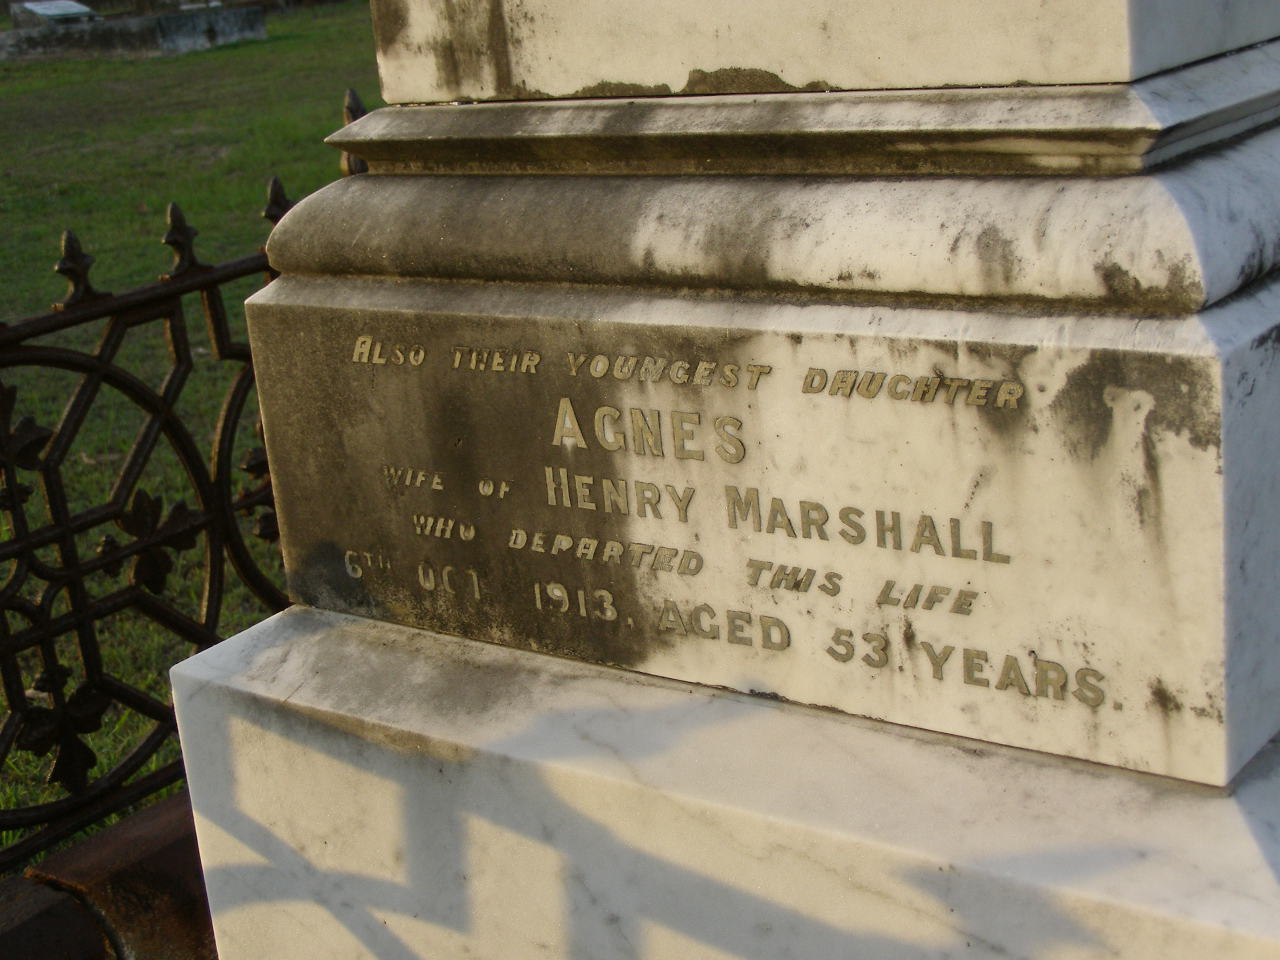 ALSO THEIR YOUNGEST DAUGHTER
AGNES
WIFE OF HENRY MARSHALL
WHO DEPARTED THIS LIFE
6TH OCT 1913, AGED 53 YEARS